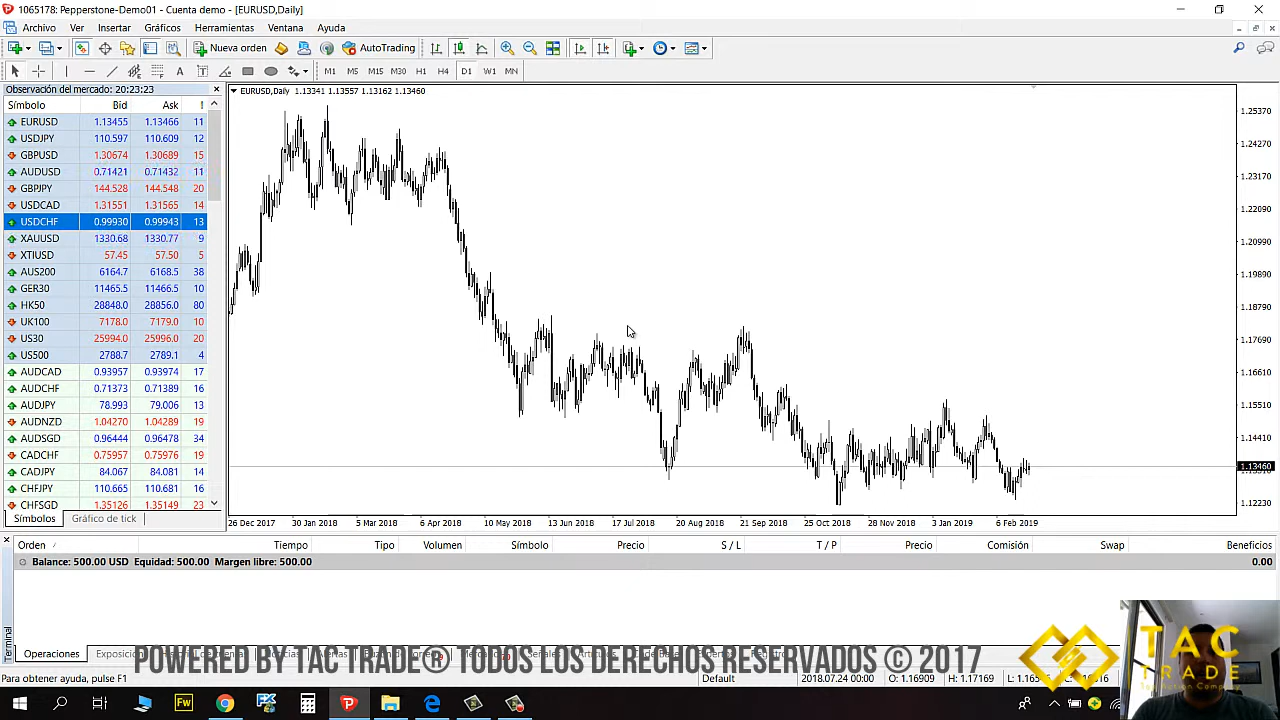 1065178: Pepperstone-Demo01 - Cuenta demo - [EURUSD,Daily]
Archivo Ver Insertar Gráficos Herramientas Ventana Ayuda
Nueva orden AutoTrading
A T M1 M5 M15 M30 H1 H4 D1 W1 MN
Observación del mercado: 20:23:23
Símbolo Bid Ask !
EURUSD 1.13455 1.13466 11
USDJPY 110.597 110.609 12
GBPUSD 1.30674 1.30689 15
AUDUSD 0.71421 0.71432 11
GBPJPY 144.528 144.548 20
USDCAD 1.31551 1.31565 14
USDCHF 0.99930 0.99943 13
XAUUSD 1330.68 1330.77 9
XTIUSD 57.45 57.50 5
AUS200 6164.7 6168.5 38
GER30 11465.5 11466.5 10
HK50 28848.0 28856.0 80
UK100 7178.0 7179.0 10
US30 25994.0 25996.0 20
US500 2788.7 2789.1 4
AUDCAD 0.93957 0.93974 17
AUDCHF 0.71373 0.71389 16
AUDJPY 78.993 79.006 13
AUDNZD 1.04270 1.04289 19
AUDSGD 0.96444 0.96478 34
CADCHF 0.75957 0.75976 19
CADJPY 84.067 84.081 14
CHFJPY 110.665 110.681 16
CHFSGD 1.35126 1.35149 23
Símbolos Gráfico de tick
EURUSD,Daily 1.13341 1.13557 1.13162 1.13460
1.25370
1.24270
1.23170
1.22090
1.20990
1.19890
1.18790
1.17690
1.16610
1.15510
1.14410
1.13460
1.12230
26 Dec 2017 30 Jan 2018 5 Mar 2018 6 Apr 2018 10 May 2018 13 Jun 2018 17 Jul 2018 20 Aug 2018 21 Sep 2018 25 Oct 2018 28 Nov 2018 3 Jan 2019 6 Feb 2019
Orden Tiempo Tipo Volumen Símbolo Precio S / L T / P Precio Comisión Swap Beneficios
Balance: 500.00 USD Equidad: 500.00 Margen libre: 500.00 0.00
Terminal
Operaciones
POWERED BY TAC TRADE® TODOS LOS DERECHOS RESERVADOS © 2017
TAC
TRADE
Para obtener ayuda, pulse F1 Default 2018.07.24 00:00 O: 1.16909